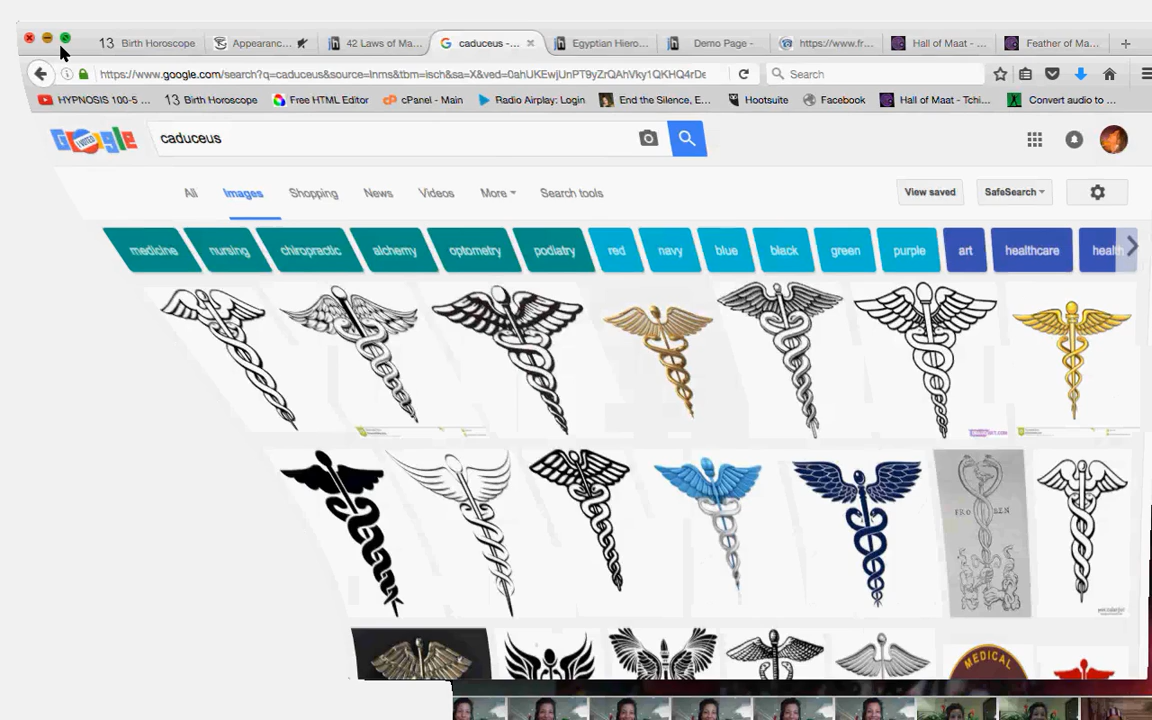 13 Birth Horoscope Appearanc... 42 Laws of Ma... caduceus -... Egyptian Hiero... Demo Page - https://www.fr... Hall of Maat - ... Feather of Ma...
https://www.google.com/search?q=caduceus&source=lnms&tbm=isch&sa=X&ved=0ahUKEwjUnPT9yZrQAhVky1QKHQ4rDe Search
HYPNOSIS 100-5 ... 13 Birth Horoscope Free HTML Editor cPanel - Main Radio Airplay: Login End the Silence, E... Hootsuite Facebook Hall of Maat - Tchi... Convert audio to ...
Google caduceus
All Images Shopping News Videos More Search tools View saved SafeSearch
medicine nursing chiropractic alchemy optometry podiatry red navy blue black green purple art healthcare healt
FRO BEN
MEDICAL